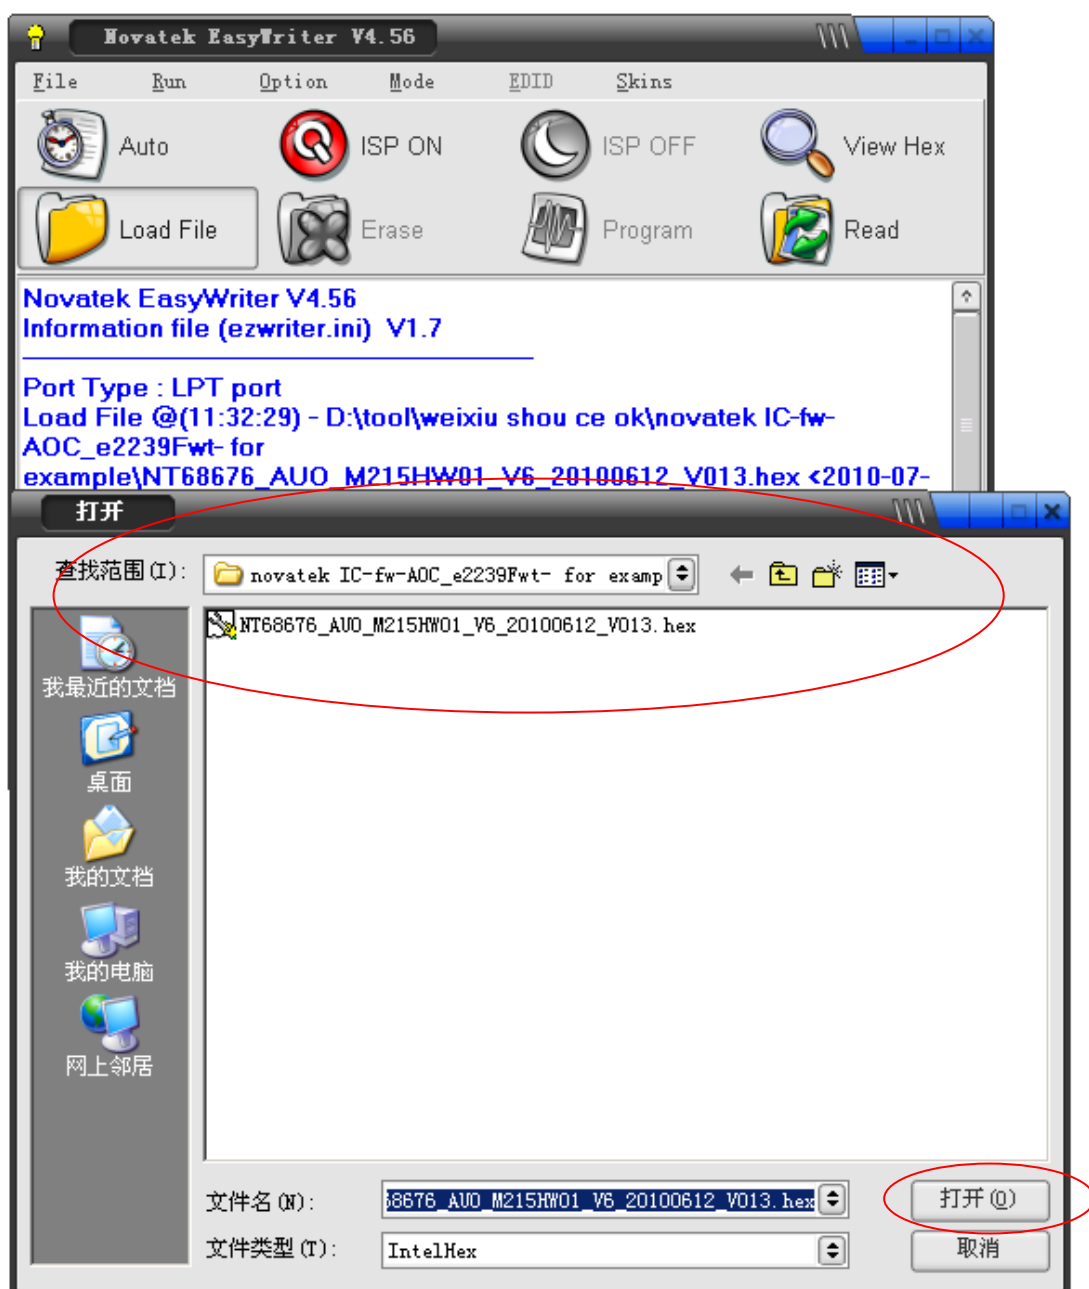 Novatek EasyWriter V4.56
File Run Option Mode EDID Skins
Auto ISP ON ISP OFF View Hex
Load File Erase Program Read
Novatek EasyWriter V4.56
Information file (ezwriter.ini) V1.7
Port Type : LPT port
Load File @(11:32:29) - D:\tool\weixiu shou ce ok\novatek IC-fw-
AOC_e2239Fwt- for
example\NT68676_AUO_M215HW01_V6_20100612_V013.hex <2010-07-
打开
查找范围(I): novatek IC-fw-AOC_e2239Fwt- for examp
NT68676_AUO_M215HW01_V6_20100612_V013.hex
我最近的文档
桌面
我的文档
我的电脑
网上邻居
文件名(N): 68676_AUO_M215HW01_V6_20100612_V013.hex 打开(O)
文件类型(T): IntelHex 取消